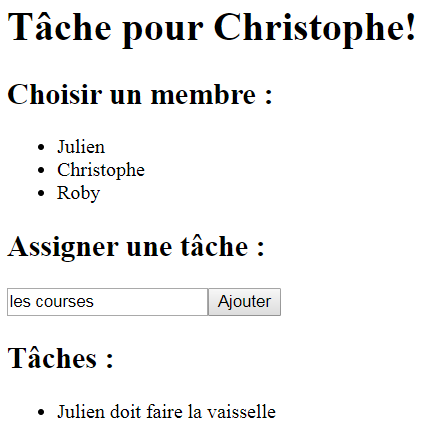 Tâche pour Christophe!
Choisir un membre :
Julien
Christophe
Roby
Assigner une tâche :
les courses Ajouter
Tâches :
Julien doit faire la vaisselle